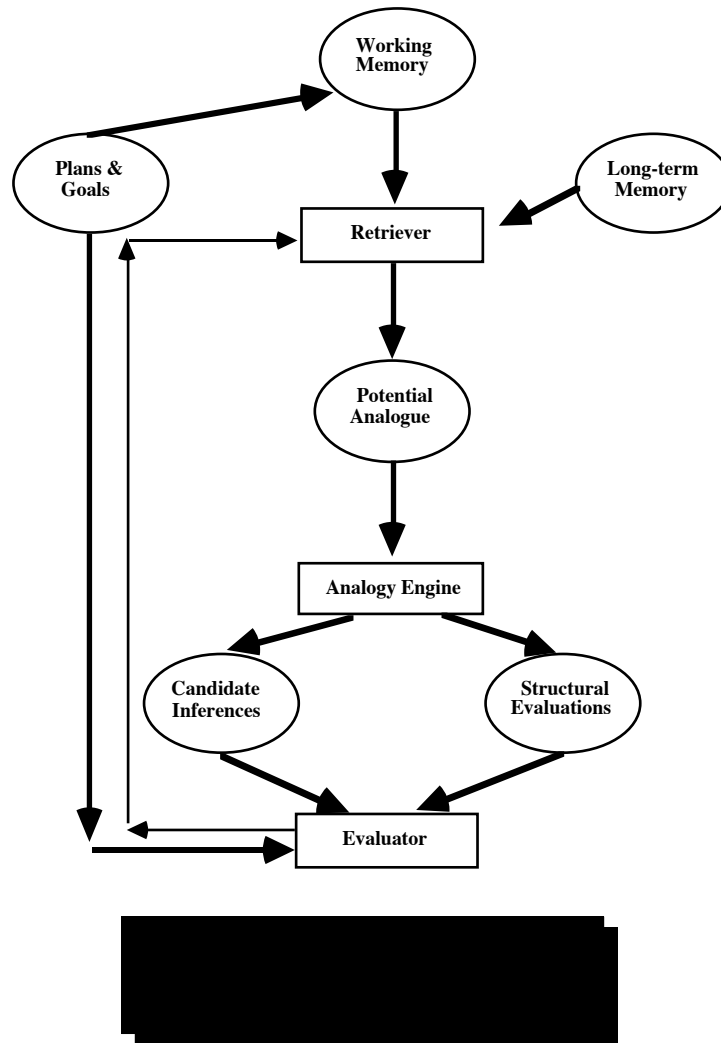 Working
Memory
Plans &
Goals
Long-term
Memory
Retriever
Potential
Analogue
Analogy Engine
Candidate
Inferences
Structural
Evaluations
Evaluator